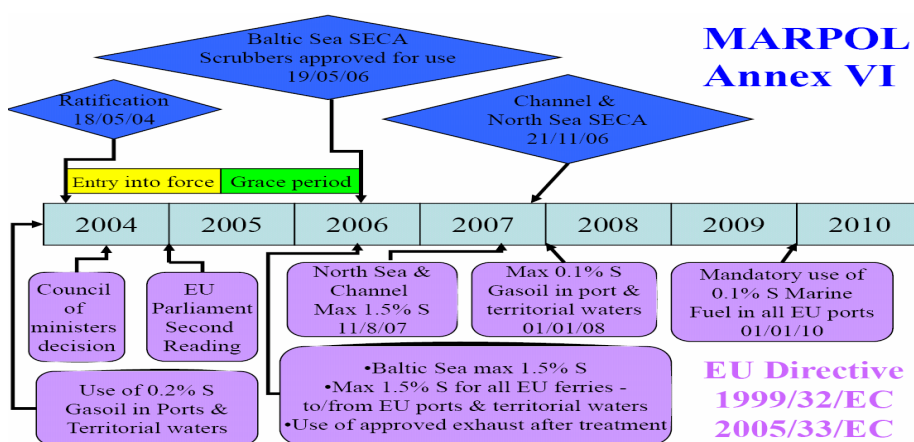 Baltic Sea SECA
Scrubbers approved for use
19/05/06
MARPOL
Annex VI
Ratification
18/05/04
Channel &
North Sea SECA
21/11/06
Entry into force
Grace period
2004
2005
2006
2007
2008
2009
2010
Council
of
ministers
decision
EU
Parliament
Second
Reading
North Sea &
Channel
Max 1.5% S
11/8/07
Max 0.1% S
Gasoil in port &
territorial waters
01/01/08
Mandatory use of
0.1% S Marine
Fuel in all EU ports
01/01/10
Use of 0.2% S
Gasoil in Ports &
Territorial waters
•Baltic Sea max 1.5% S
•Max 1.5% S for all EU ferries -
to/from EU ports & territorial waters
•Use of approved exhaust after treatment
EU Directive
1999/32/EC
2005/33/EC